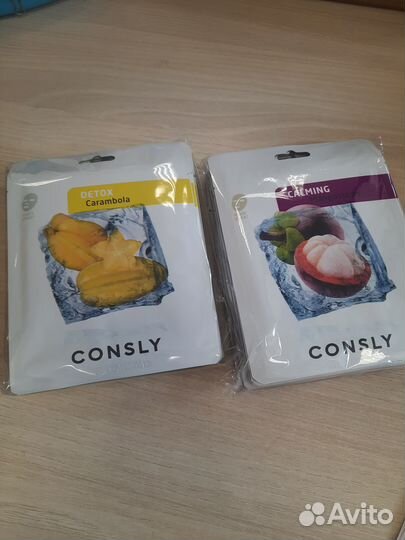 DETOX
Carambola
CONSLY
CALMING
CONSLY
Avito